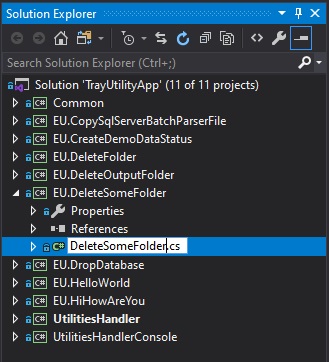 Solution Explorer
Search Solution Explorer (Ctrl+;)
Solution 'TrayUtilityApp' (11 of 11 projects)
C# Common
C# EU.CopySqlServerBatchParserFile
C# EU.CreateDemoDataStatus
C# EU.DeleteFolder
C# EU.DeleteOutputFolder
C# EU.DeleteSomeFolder
Properties
References
C# DeleteSomeFolder.cs
C# EU.DropDatabase
C# EU.HelloWorld
C# EU.HiHowAreYou
C# UtilitiesHandler
C# UtilitiesHandlerConsole